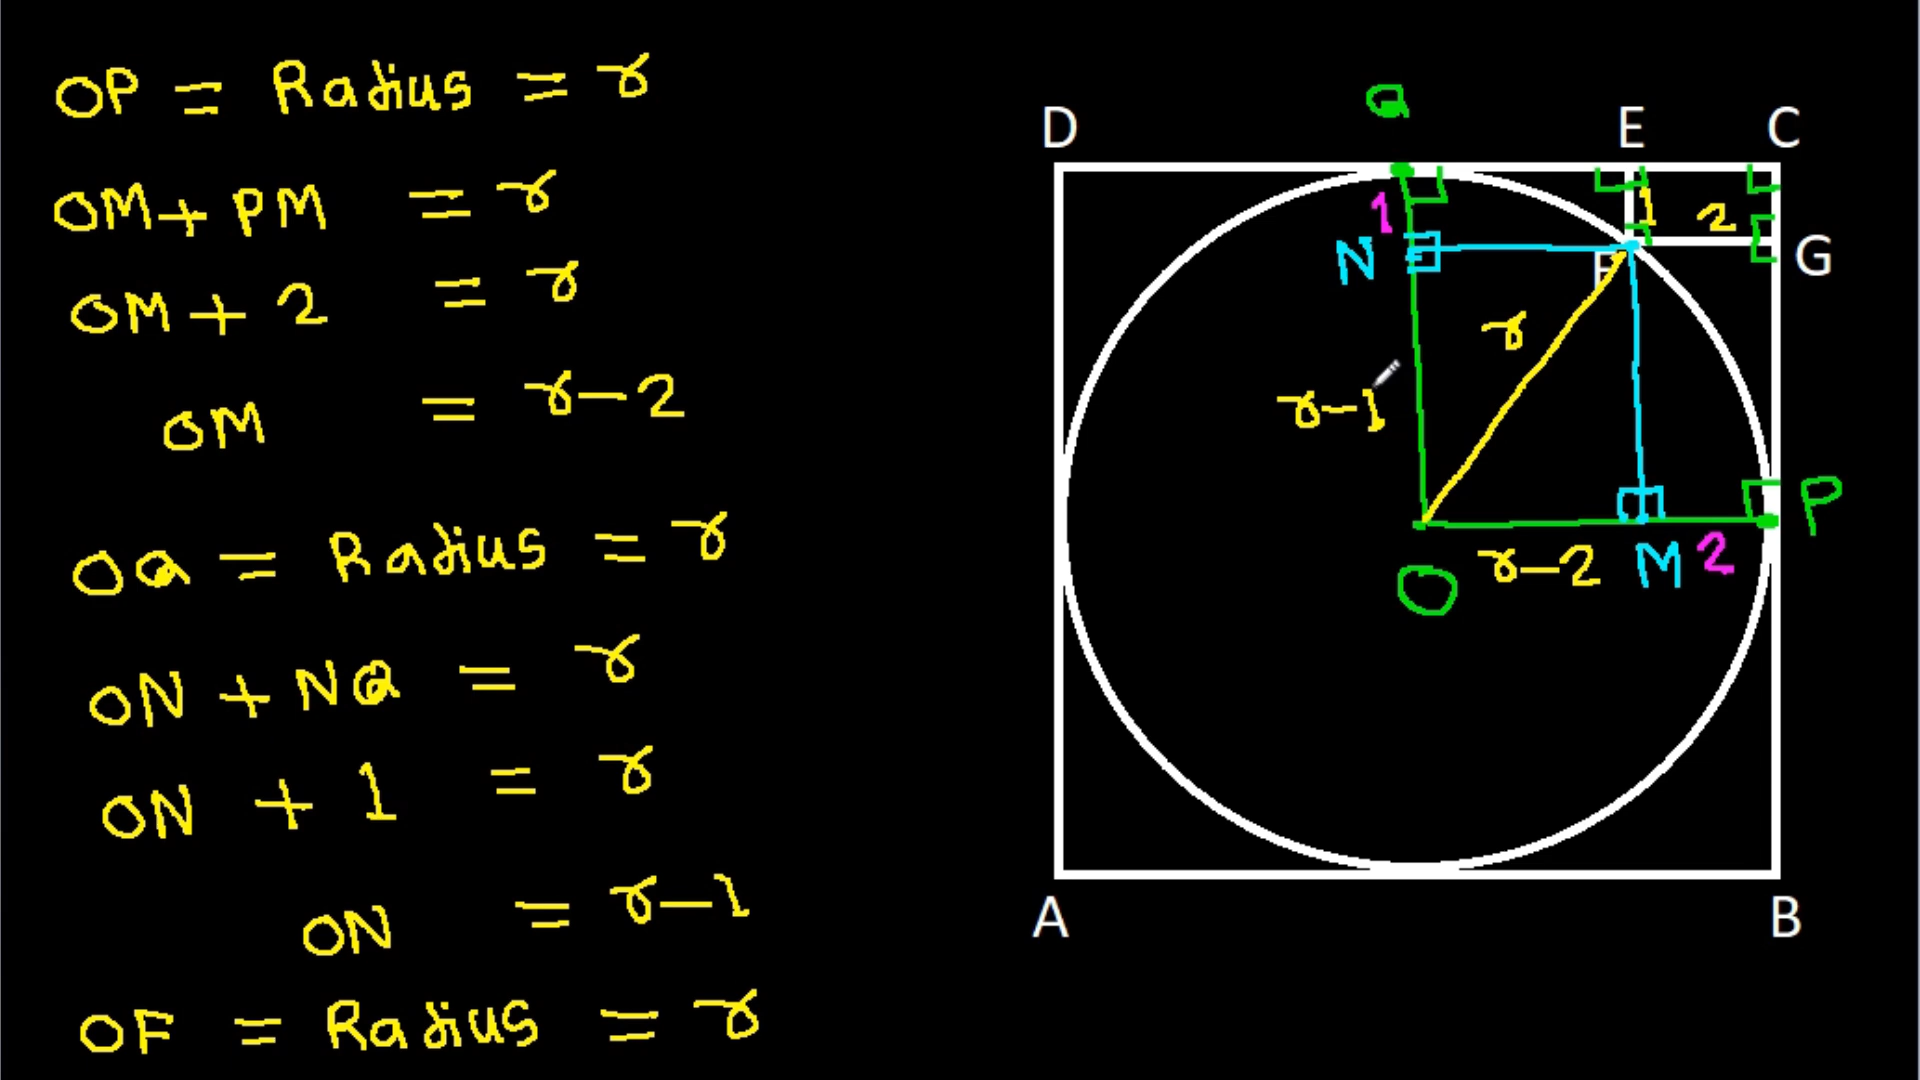 OP = Radius = r
OM + PM = r
OM + 2 = r
OM = r-2
OQ = Radius = r
ON + NQ = r
ON + 1 = r
ON = r-1
OF = Radius = r
Q
D E C
1 1 2
N F G
r
r-1
P
r-2 M 2
O
A B